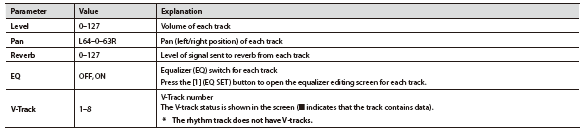 Parameter Value Explanation
Level 0–127 Volume of each track
Pan L64–0–63R Pan (left/right position) of each track
Reverb 0–127 Level of signal sent to reverb from each track
EQ OFF, ON Equalizer (EQ) switch for each track
Press the [1] (EQ SET) button to open the equalizer editing screen for each track.
V-Track 1–8 V-Track number
The V-track status is shown in the screen (■ indicates that the track contains data).
* The rhythm track does not have V-tracks.